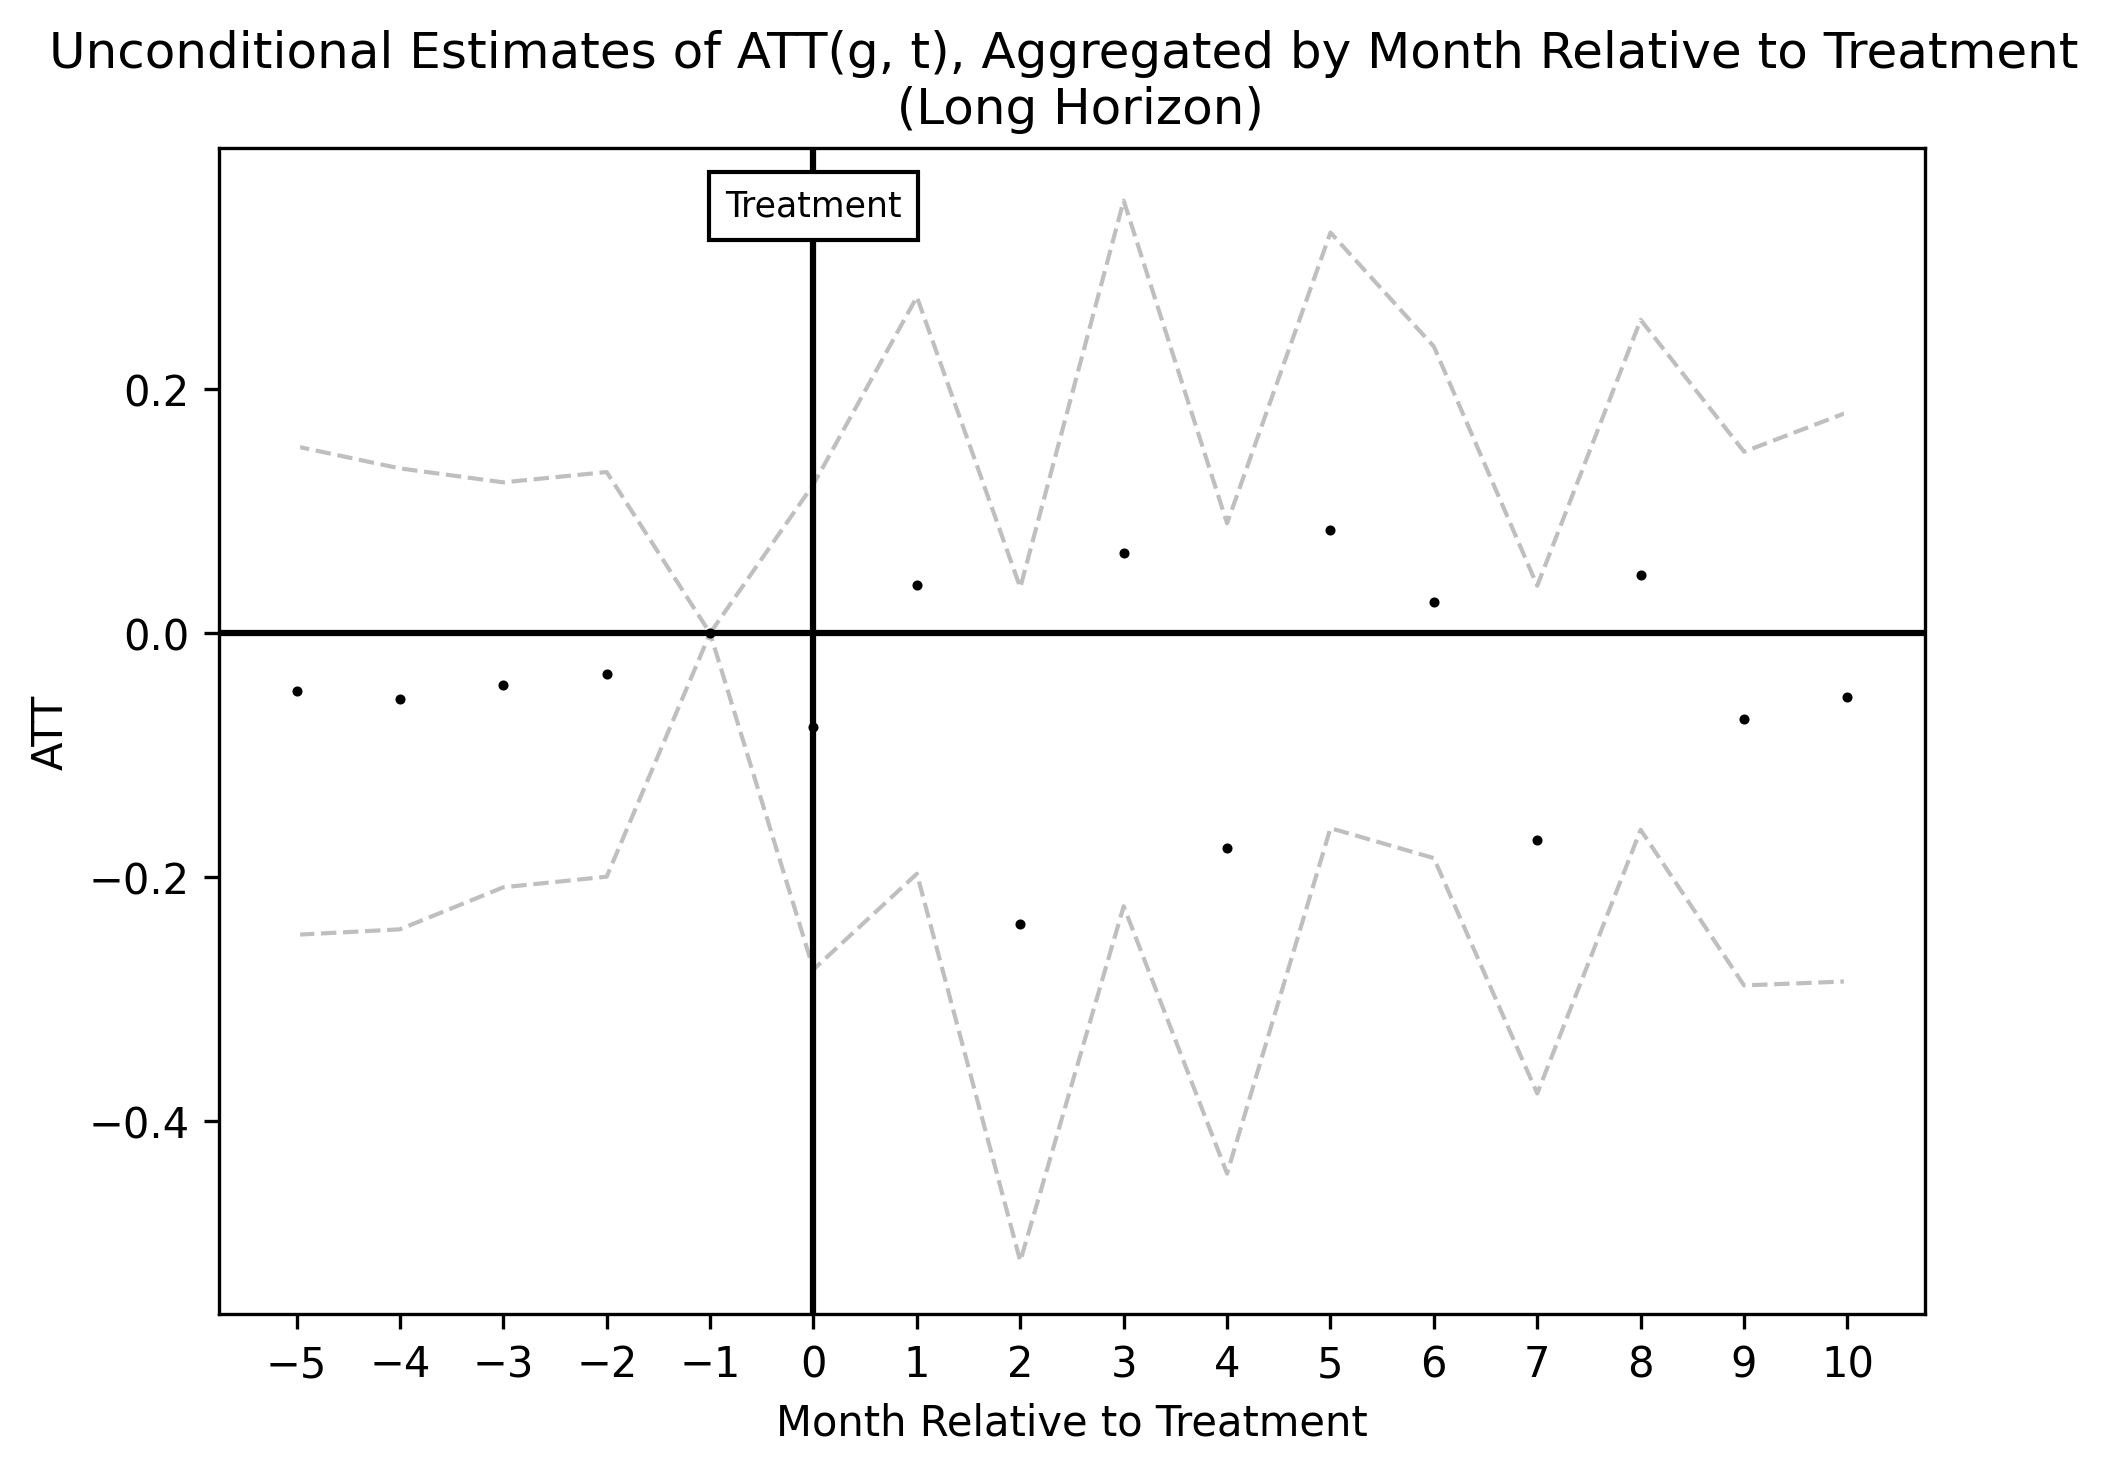 Unconditional Estimates of ATT(g, t), Aggregated by Month Relative to Treatment
(Long Horizon)
Treatment
0.2
0.0
−0.2
−0.4
ATT
−5 −4 −3 −2 −1 0 1 2 3 4 5 6 7 8 9 10
Month Relative to Treatment